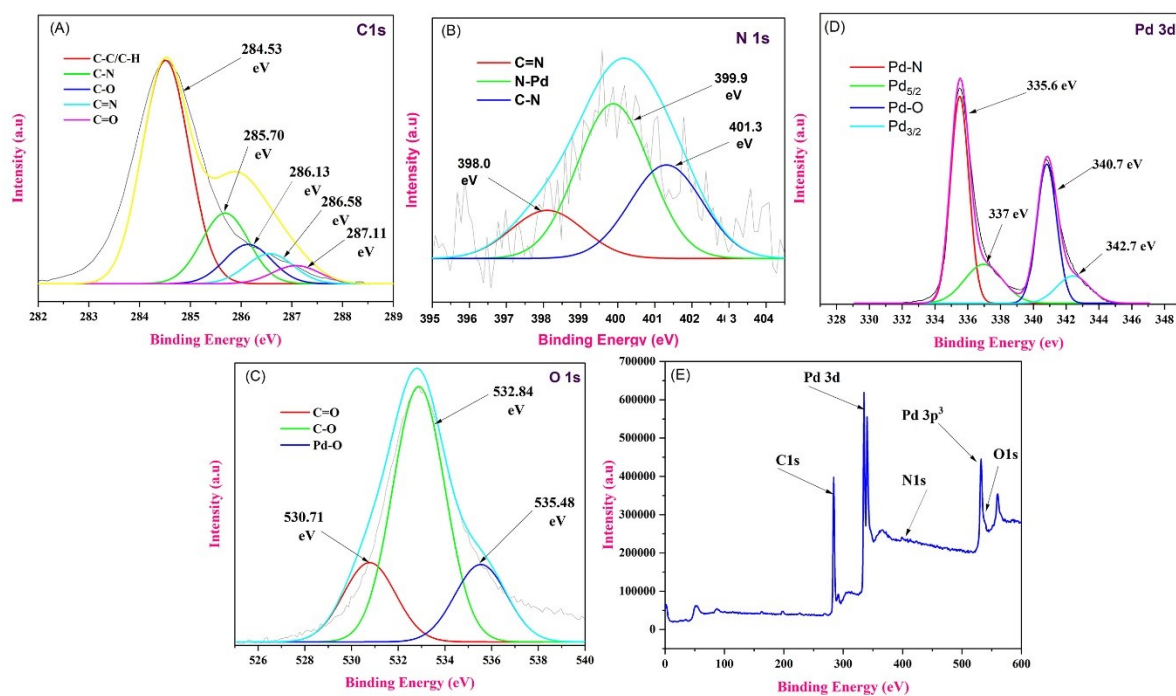 (A)
C1s
C-C/C-H
C-N
C-O
C=N
C=O
284.53
eV
285.70
eV
286.13
eV
286.58
eV
287.11
eV
Intensity (a.u)
282 283 284 285 286 287 288 289
Binding Energy (eV)
(B)
N 1s
C=N
N-Pd
C-N
399.9
eV
401.3
eV
398.0
eV
Intensity (a.u)
395 396 397 398 399 400 401 402 403 404
Binding Energy (eV)
(D)
Pd 3d
Pd-N
Pd5/2
Pd-O
Pd3/2
335.6 eV
340.7 eV
337 eV
342.7 eV
Intensity (a.u)
328 330 332 334 336 338 340 342 344 346 348
Binding Energy (ev)
(C)
O 1s
C=O
C-O
Pd-O
532.84
eV
535.48
eV
530.71
eV
Intensity (a.u)
526 528 530 532 534 536 538 540
Binding Energy (eV)
(E)
700000
600000
500000
400000
300000
200000
100000
0
Pd 3d
Pd 3p3
C1s
N1s
O1s
Intensity (a.u)
0 100 200 300 400 500 600
Binding Energy (eV)